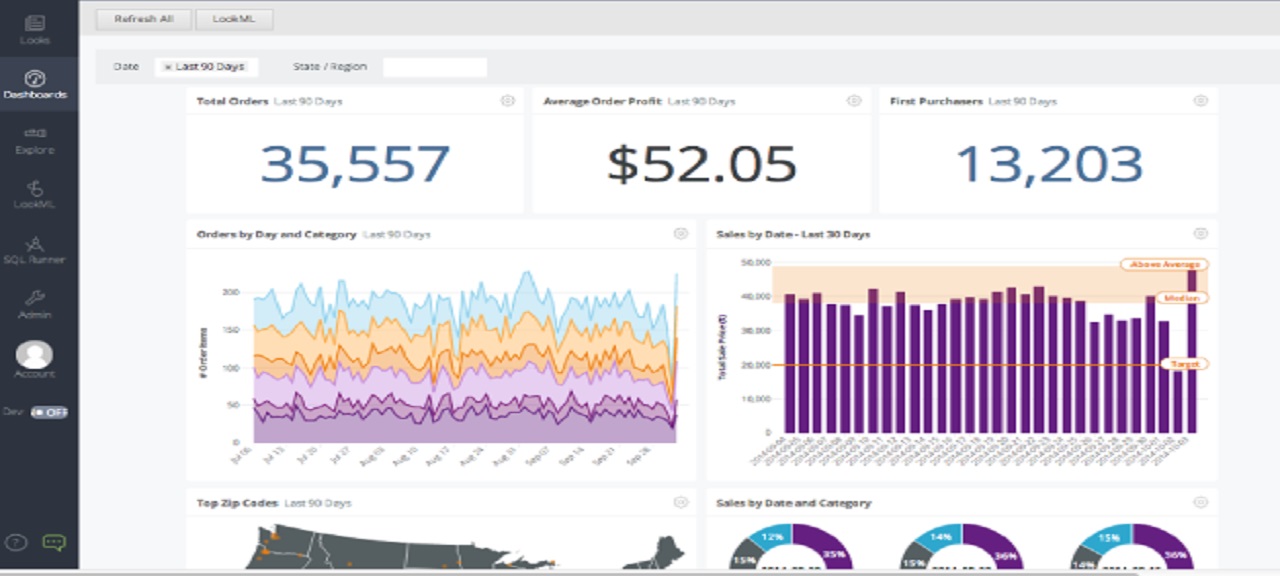 Looks
Dashboards
Explore
LookML
SQL Runner
Admin
Account
Dev OFF
?
Refresh All LookML
Date × Last 90 Days State / Region
Total Orders Last 90 Days
35,557
Average Order Profit Last 90 Days
$52.05
First Purchasers Last 90 Days
13,203
Orders by Day and Category Last 90 Days
# Order Items
200
150
100
50
0
Jul 06 Jul 13 Jul 20 Jul 27 Aug 03 Aug 10 Aug 17 Aug 24 Aug 31 Sep 07 Sep 14 Sep 21 Sep 28
Sales by Date - Last 30 Days
Total Sale Price ($)
50,000
40,000
30,000
20,000
10,000
0
Above Average
Median
Target
Top Zip Codes Last 90 Days
Sales by Date and Category
12% 35% 15%
14% 36% 15%
15% 36% 14%